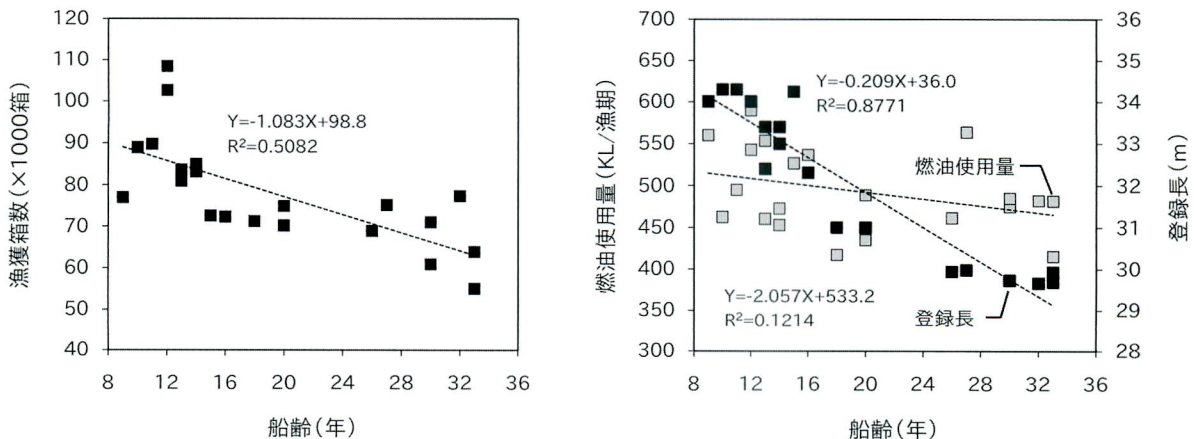 漁獲箱数(×1000箱)
120
110
100
90
80
70
60
50
40
Y=-1.083X+98.8
R²=0.5082
8 12 16 20 24 28 32 36
船齢(年)
燃油使用量(KL/漁期)
700
650
600
550
500
450
400
350
300
Y=-0.209X+36.0
R²=0.8771
燃油使用量
Y=-2.057X+533.2
R²=0.1214
登録長
36
35
34
33
32
31
30
29
28
登録長(m)
8 12 16 20 24 28 32 36
船齢(年)